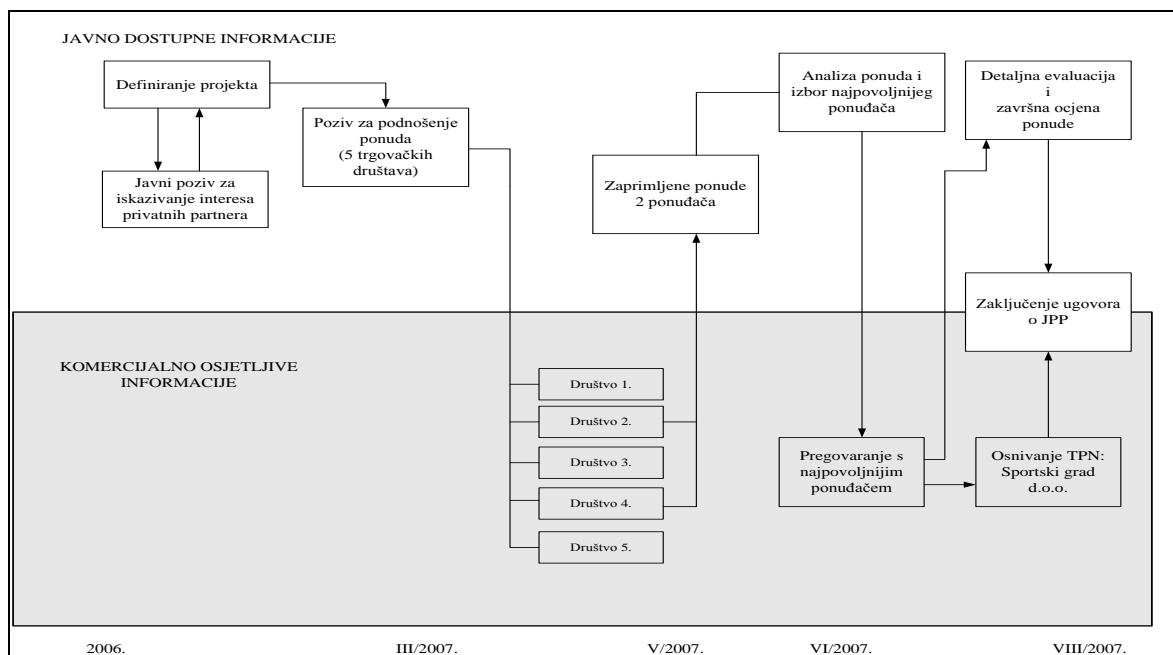 JAVNO DOSTUPNE INFORMACIJE
Definiranje projekta
Javni poziv za
iskazivanje interesa
privatnih partnera
Poziv za podnošenje
ponuda
(5 trgovačkih
društava)
Zaprimljene ponude
2 ponuđača
Analiza ponuda i
izbor najpovoljnijeg
ponuđača
Detaljna evaluacija
i
završna ocjena
ponude
Zaključenje ugovora
o JPP
KOMERCIJALNO OSJETLJIVE
INFORMACIJE
Društvo 1.
Društvo 2.
Društvo 3.
Društvo 4.
Društvo 5.
Pregovaranje s
najpovoljnijim
ponuđačem
Osnivanje TPN:
Sportski grad
d.o.o.
2006.
III/2007.
V/2007.
VI/2007.
VIII/2007.